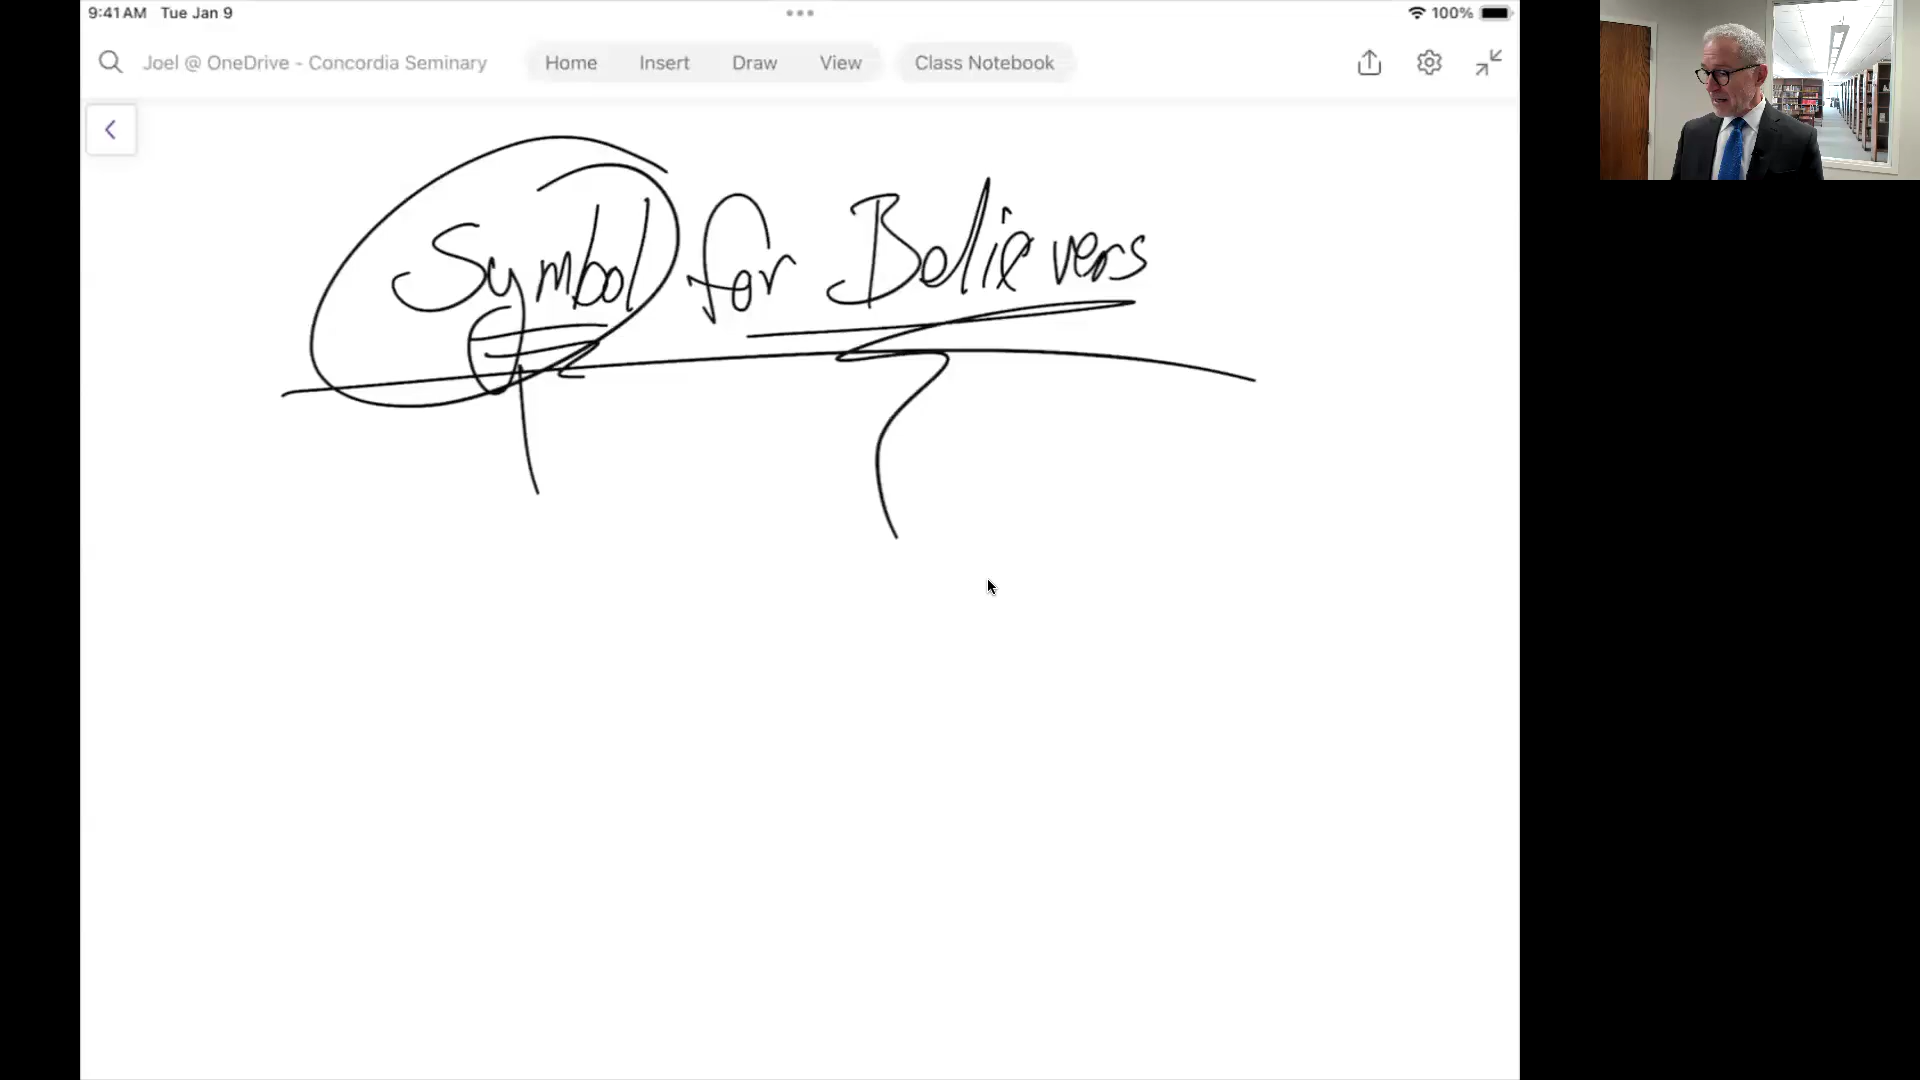 9:41 AM Tue Jan 9
100%
Joel @ OneDrive - Concordia Seminary
Home Insert Draw View Class Notebook
Symbol for Believers